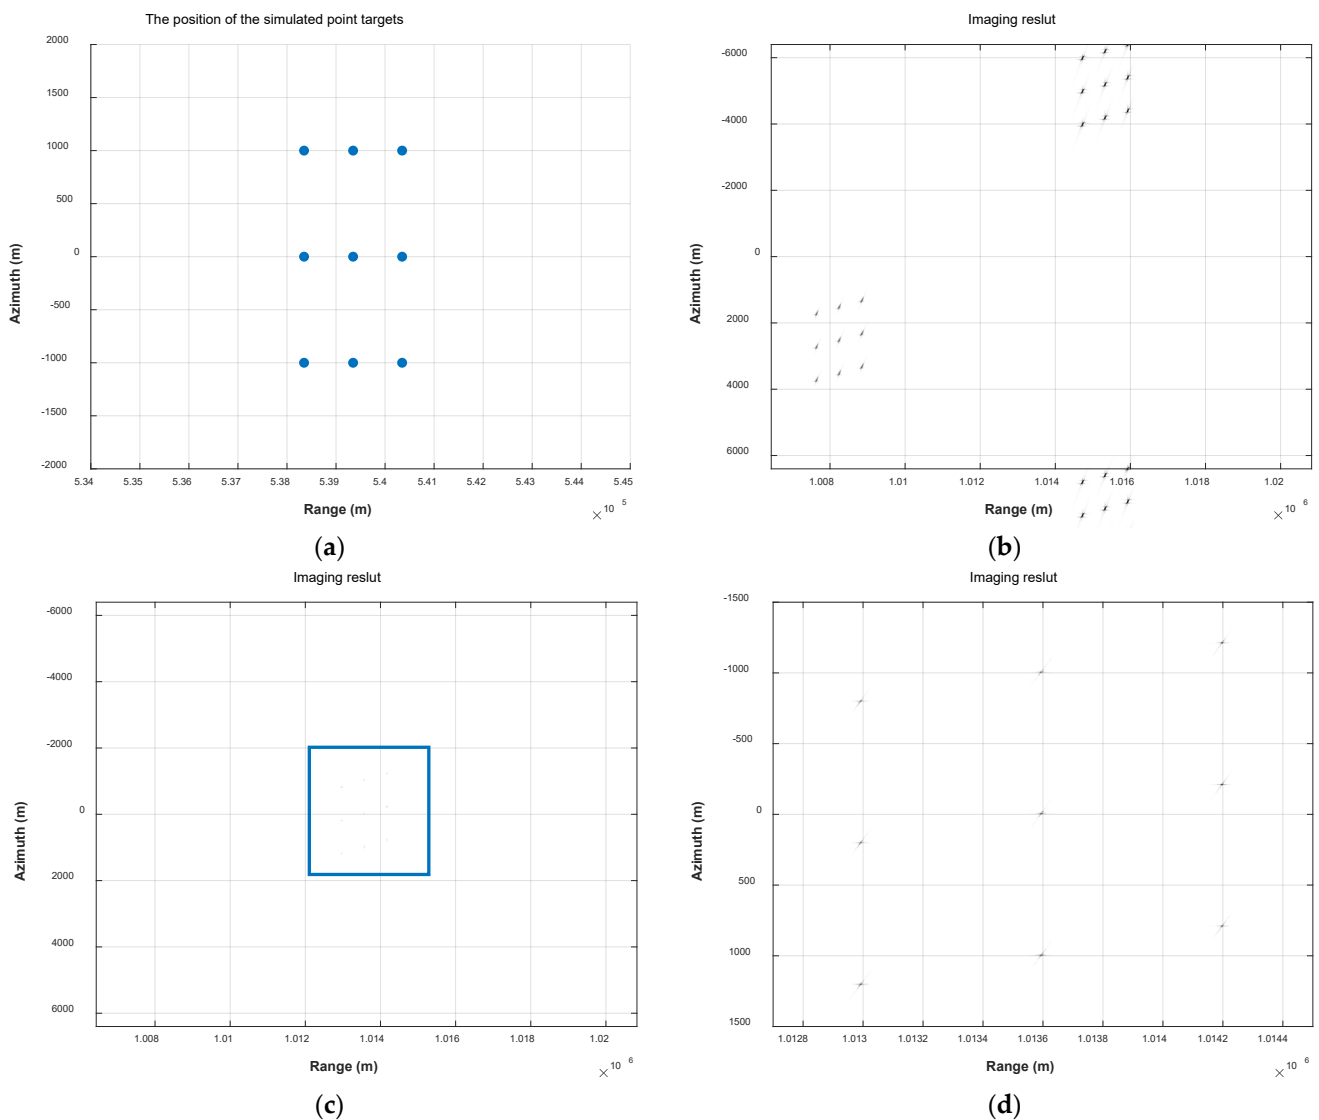 The position of the simulated point targets
2000
1500
1000
500
0
-500
-1000
-1500
-2000
Azimuth (m)
5.34 5.35 5.36 5.37 5.38 5.39 5.4 5.41 5.42 5.43 5.44 5.45
Range (m)
× 10 5
(a)
Imaging reslut
-6000
-4000
-2000
0
2000
4000
6000
Azimuth (m)
1.008 1.01 1.012 1.014 1.016 1.018 1.02
Range (m)
× 10 6
(b)
Imaging reslut
-6000
-4000
-2000
0
2000
4000
6000
Azimuth (m)
1.008 1.01 1.012 1.014 1.016 1.018 1.02
Range (m)
× 10 6
(c)
Imaging reslut
-1500
-1000
-500
0
500
1000
1500
Azimuth (m)
1.0128 1.013 1.0132 1.0134 1.0136 1.0138 1.014 1.0142 1.0144
Range (m)
× 10 6
(d)